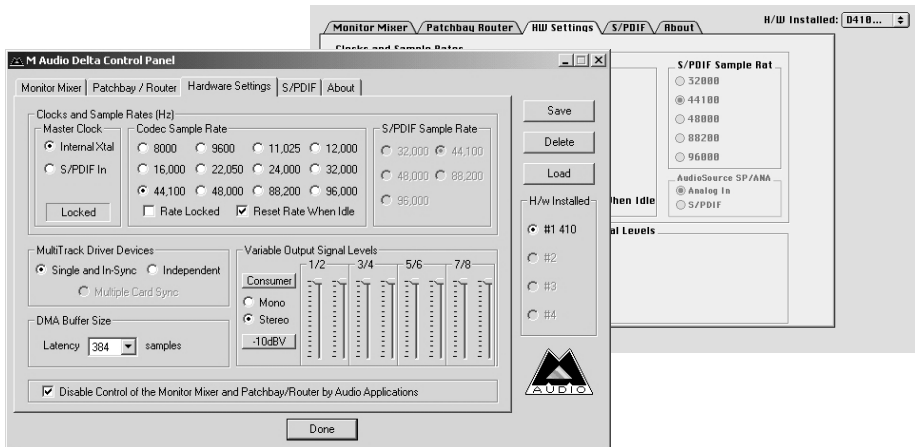 H/W Installed: D410...
Monitor Mixer Patchbay Router HW Settings S/PDIF About
Clocks and Sample Rates
S/PDIF Sample Rat
32000
44100
48000
88200
96000
AudioSource SP/ANA
Analog In
S/PDIF
When Idle
al Levels
M Audio Delta Control Panel
Monitor Mixer Patchbay / Router Hardware Settings S/PDIF About
Clocks and Sample Rates (Hz)
Master Clock
Internal Xtal
S/PDIF In
Locked
Codec Sample Rate
8000 9600 11,025 12,000
16,000 22,050 24,000 32,000
44,100 48,000 88,200 96,000
Rate Locked Reset Rate When Idle
S/PDIF Sample Rate
32,000 44,100
48,000 88,200
96,000
MultiTrack Driver Devices
Single and In-Sync Independent
Multiple Card Sync
DMA Buffer Size
Latency 384 samples
Variable Output Signal Levels
1/2 3/4 5/6 7/8
Consumer
Mono
Stereo
-10dBV
Disable Control of the Monitor Mixer and Patchbay/Router by Audio Applications
Save
Delete
Load
H/w Installed
#1 410
#2
#3
#4
M
AUDIO
Done